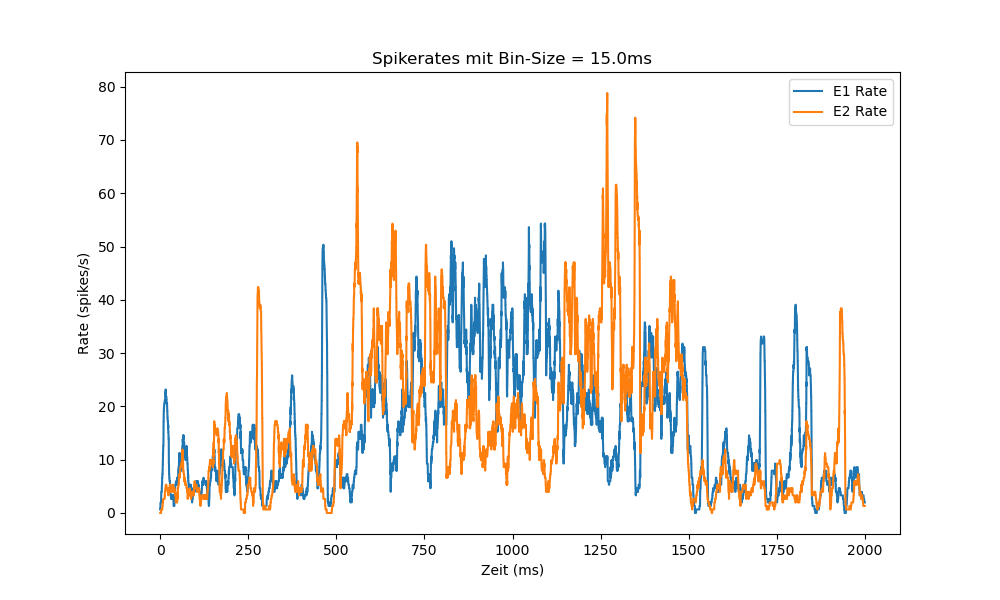 Spikerates mit Bin-Size = 15.0ms
E1 Rate
E2 Rate
Rate (spikes/s)
80
70
60
50
40
30
20
10
0
0 250 500 750 1000 1250 1500 1750 2000
Zeit (ms)